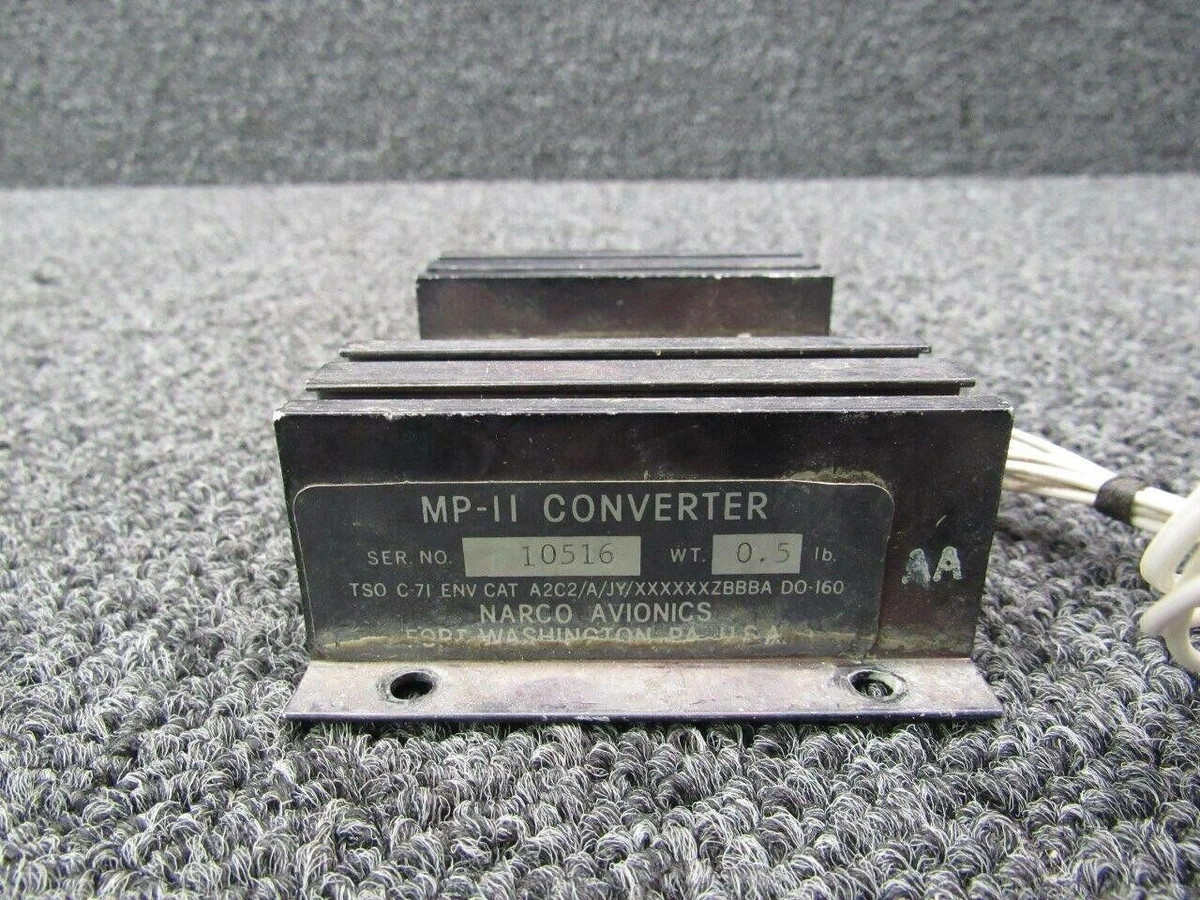 MP-11 CONVERTER
SER. NO. 10516 WT. 0.5 lb.
TSO C-71 ENV CAT A2C2/A/JY/XXXXXXZBBBA DO-160
NARCO AVIONICS
FORT WASHINGTON, PA. U.S.A.
AA